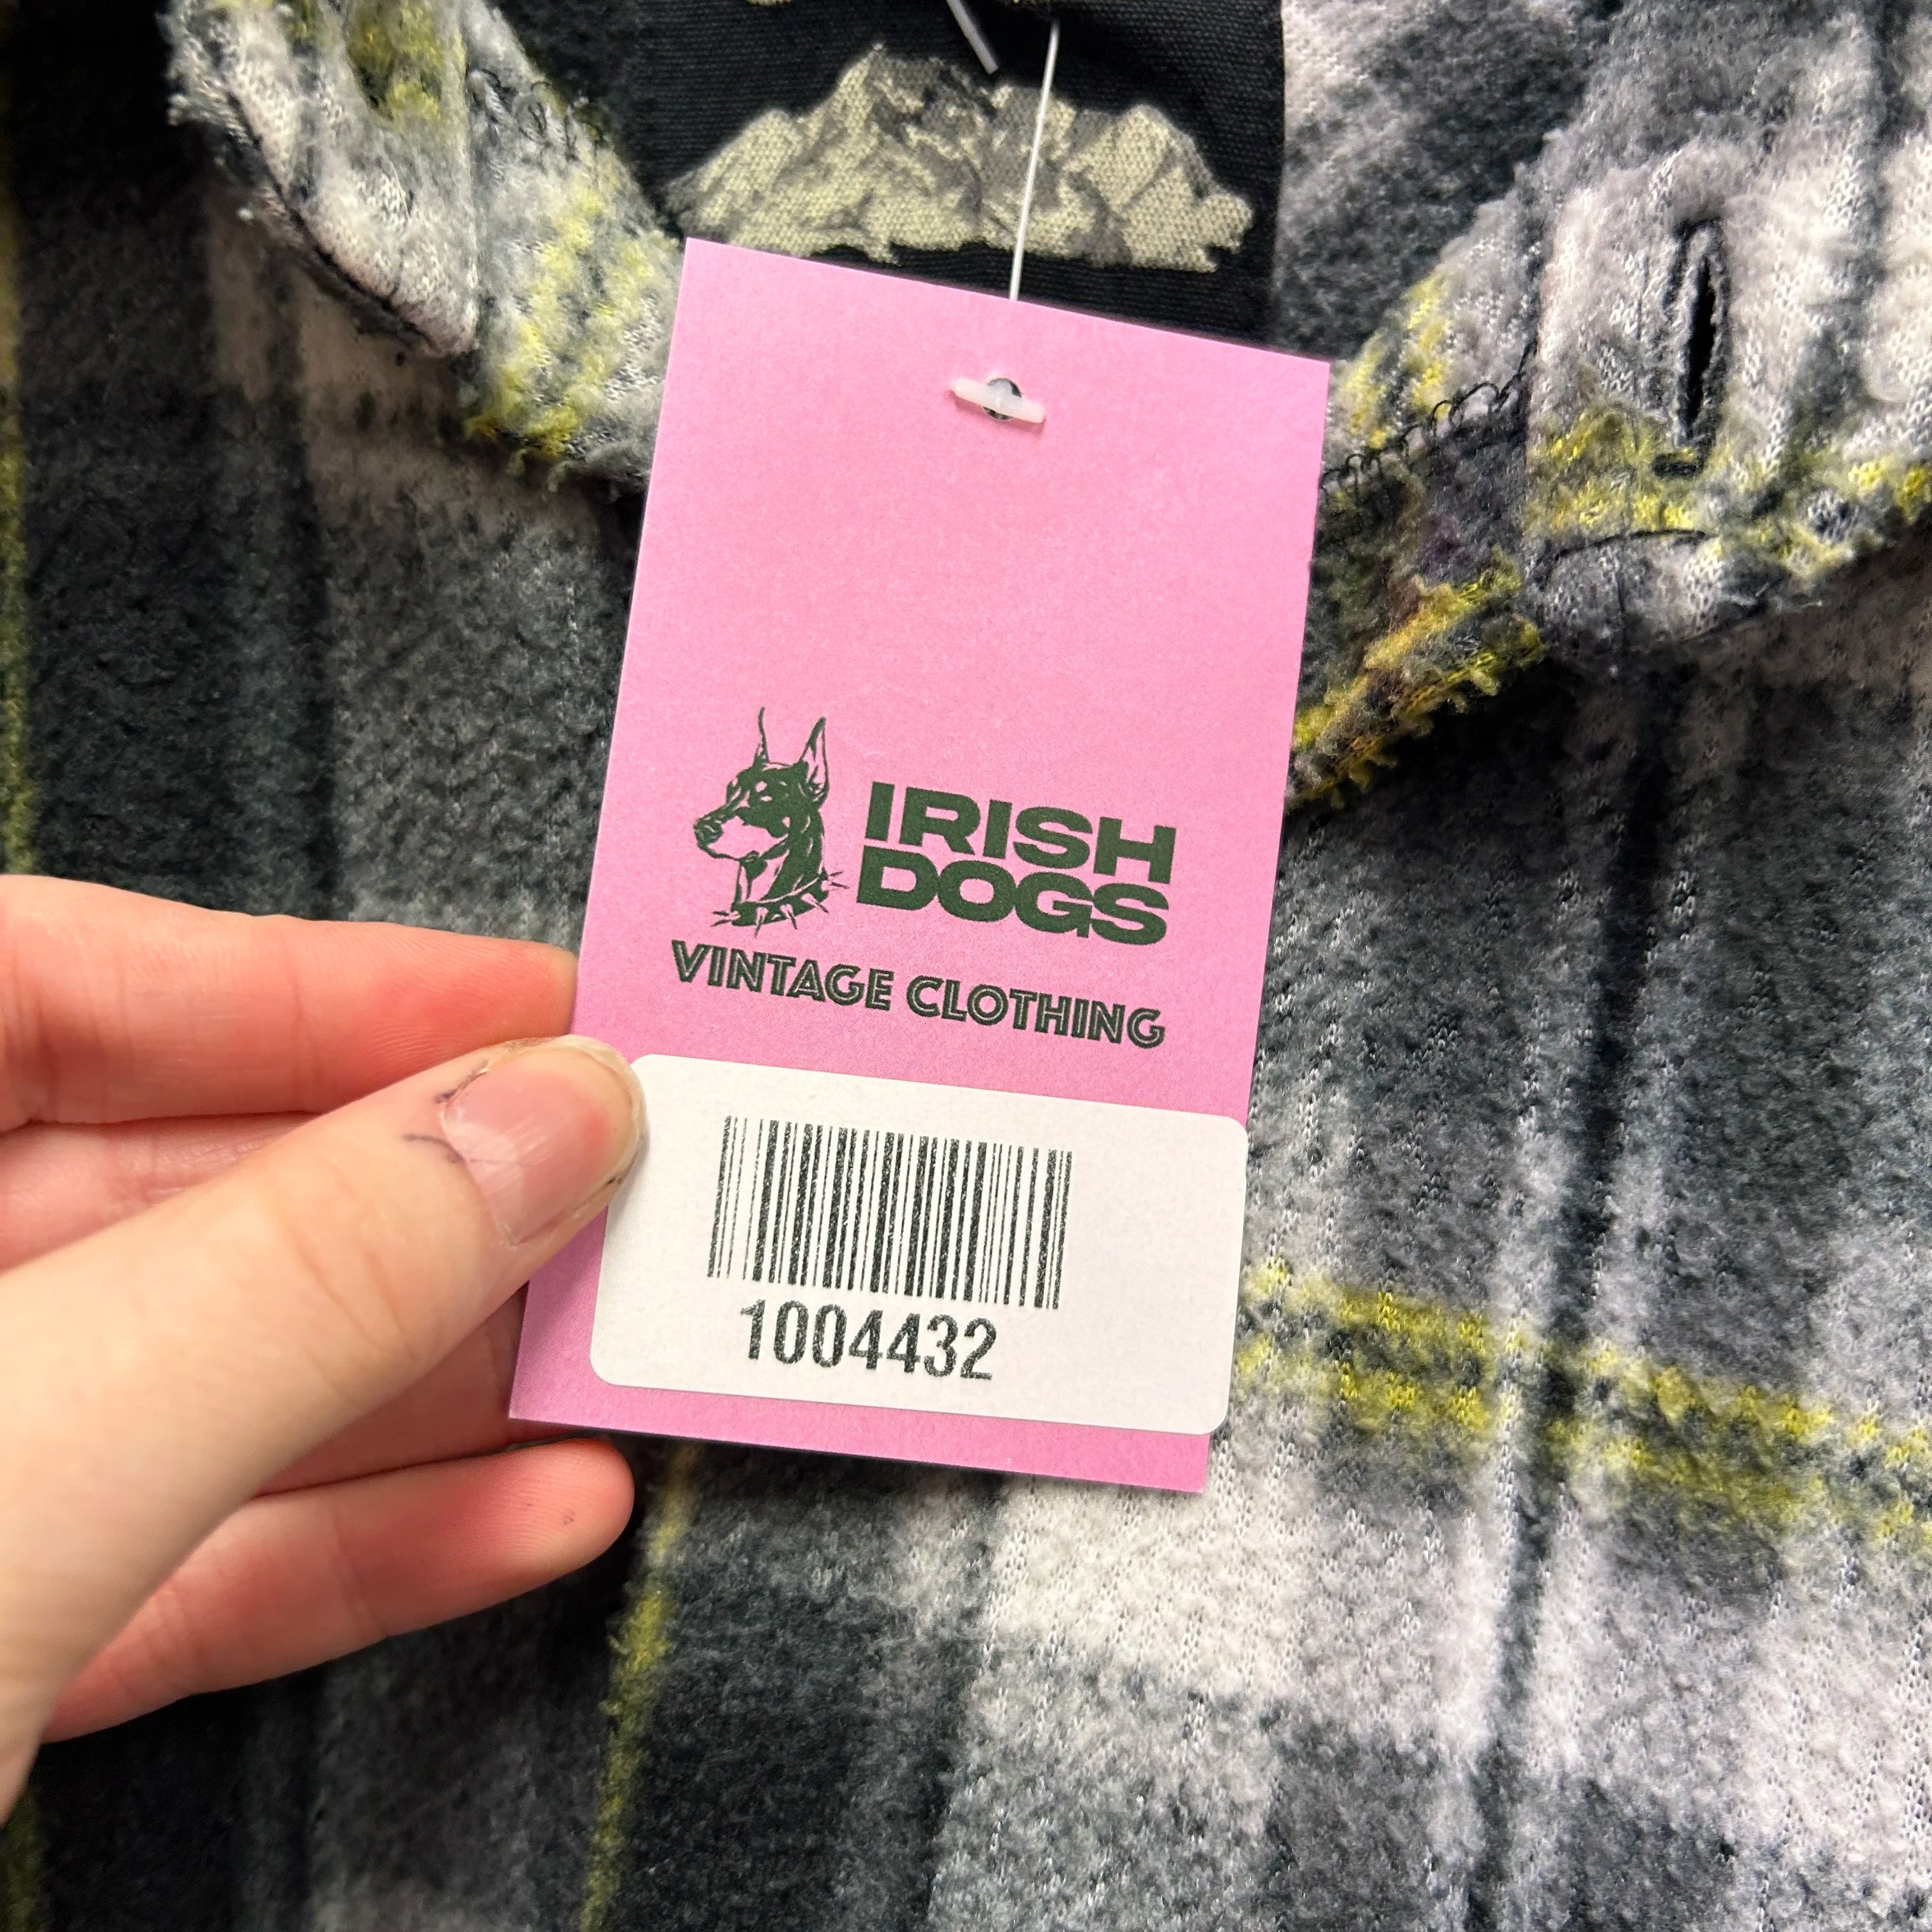 IRISH
DOGS
VINTAGE CLOTHING
1004432